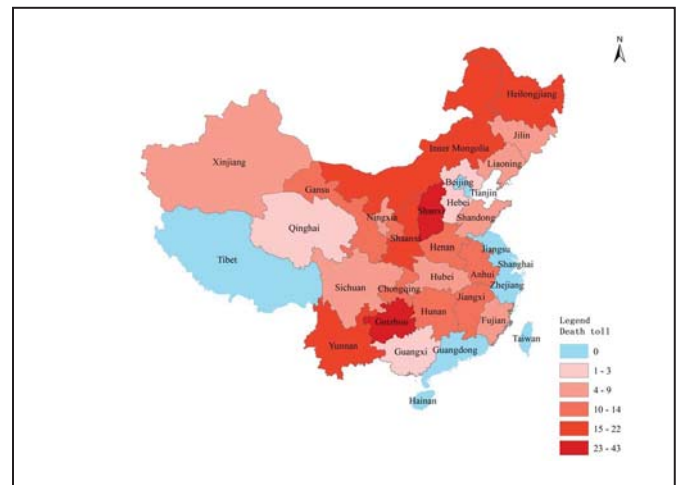 N
Heilongjiang
Jilin
Inner Mongolia
Liaoning
Xinjiang
Beijing
Gansu
Tianjin
Hebei
Ningxia
Shanxi
Shandong
Qinghai
Shaanxi
Henan
Jiangsu
Tibet
Shanghai
Hubei
Anhui
Sichuan
Chongqing
Zhejiang
Jiangxi
Hunan
Guizhou
Fujian
Yunnan
Guangxi
Guangdong
Taiwan
Hainan
Legend
Death toll
0
1 - 3
4 - 9
10 - 14
15 - 22
23 - 43